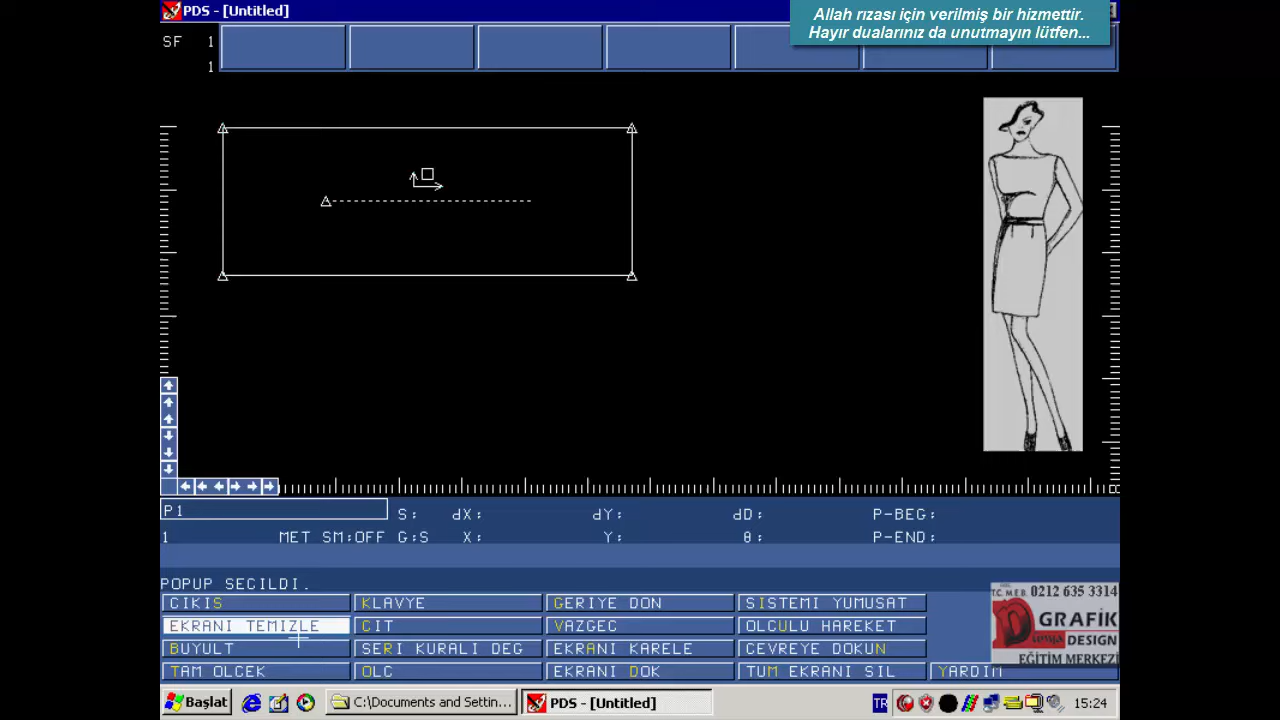 PDS - [Untitled]
Allah rızası için verilmiş bir hizmettir.
Hayır dualarınız da unutmayın lütfen...
SF 1
1
P1
S: dX: dY: dD: P-BEG:
1 MET SM:OFF G:S X: Y: θ: P-END:
POPUP SECILDI.
CIKIS KLAVYE GERIYE DON SISTEMI YUMUSAT
EKRANI TEMIZLE CIT VAZGEC OLCULU HAREKET
BUYULT SERI KURALI DEG EKRANI KARELE CEVREYE DOKUN
TAM OLCEK OLC EKRANI DOK TUM EKRANI SIL YARDIM
T.C. M.E.B. 0212 635 3314
GRAFİK
Dünya DESIGN
EĞİTİM MERKEZİ
Başlat C:\Documents and Settin... PDS - [Untitled] TR 15:24